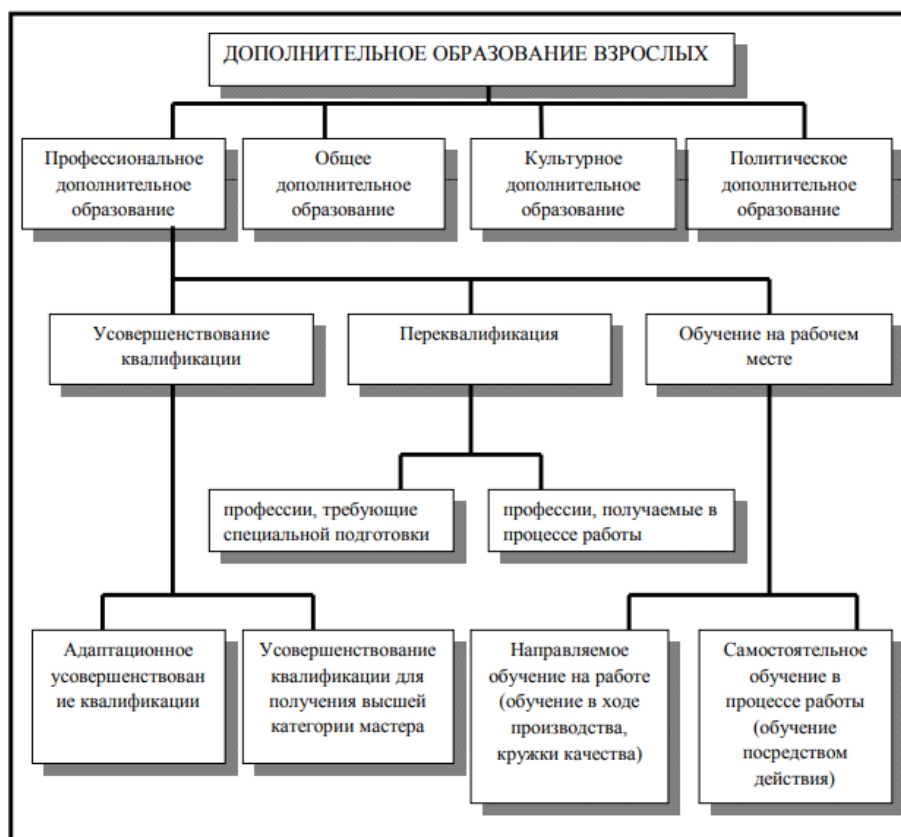 ДОПОЛНИТЕЛЬНОЕ ОБРАЗОВАНИЕ ВЗРОСЛЫХ
Профессиональное
дополнительное
образование
Общее
дополнительное
образование
Культурное
дополнительное
образование
Политическое
дополнительное
образование
Усовершенствование
квалификации
Переквалификация
Обучение на рабочем
месте
профессии, требующие
специальной подготовки
профессии, получаемые в
процессе работы
Адаптационное
усовершенствован
ие квалификации
Усовершенствование
квалификации для
получения высшей
категории мастера
Направляемое
обучение на работе
(обучение в ходе
производства,
кружки качества)
Самостоятельное
обучение в
процессе работы
(обучение
посредством
действия)